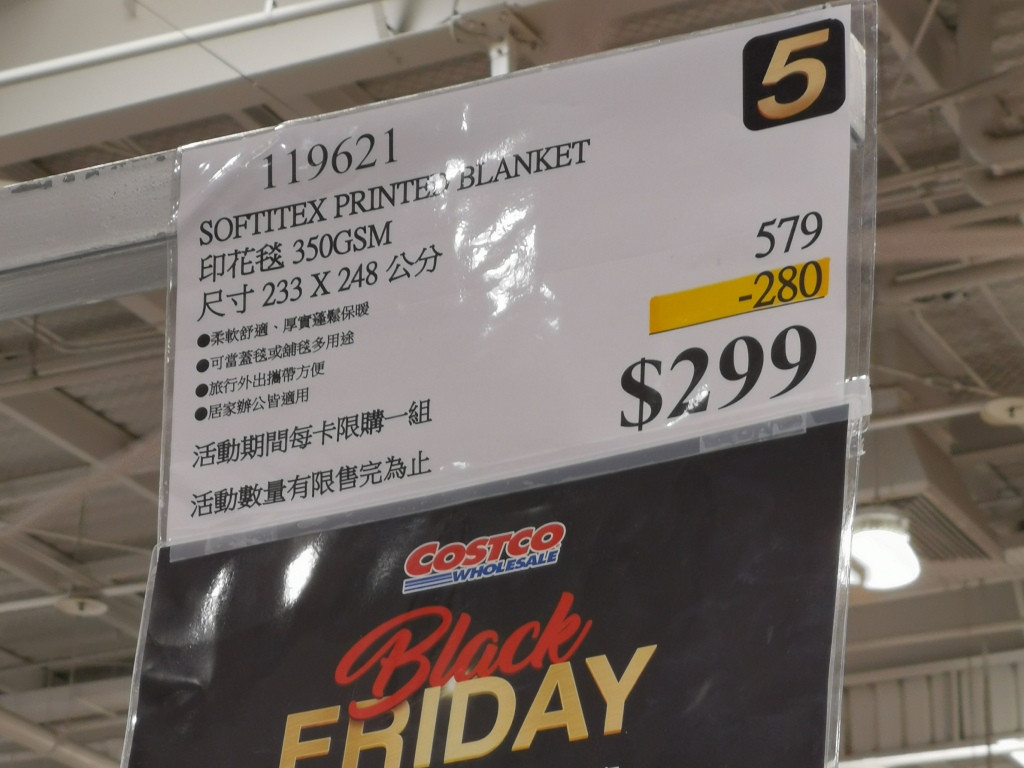 5
119621
SOFTITEX PRINTED BLANKET
印花毯 350GSM
尺寸 233 X 248 公分
●柔軟舒適、厚實蓬鬆保暖
●可當蓋毯或舖毯多用途
●旅行外出攜帶方便
●居家辦公皆適用
活動期間每卡限購一組
活動數量有限售完為止
579
-280
$299
COSTCO
WHOLESALE
Black
FRIDAY